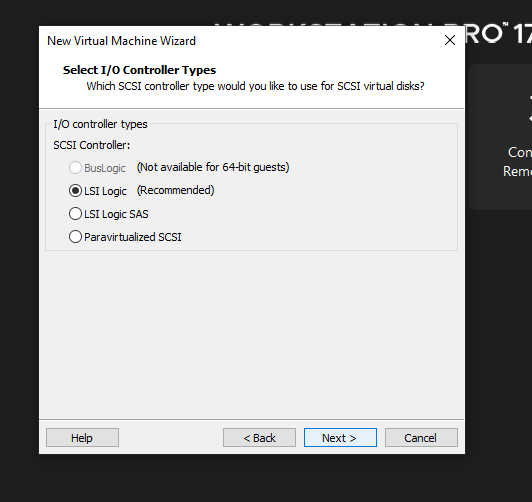 WORKSTATION PRO™ 17
New Virtual Machine Wizard
Select I/O Controller Types
Which SCSI controller type would you like to use for SCSI virtual disks?
I/O controller types
SCSI Controller:
BusLogic (Not available for 64-bit guests)
LSI Logic (Recommended)
LSI Logic SAS
Paravirtualized SCSI
Help
< Back
Next >
Cancel